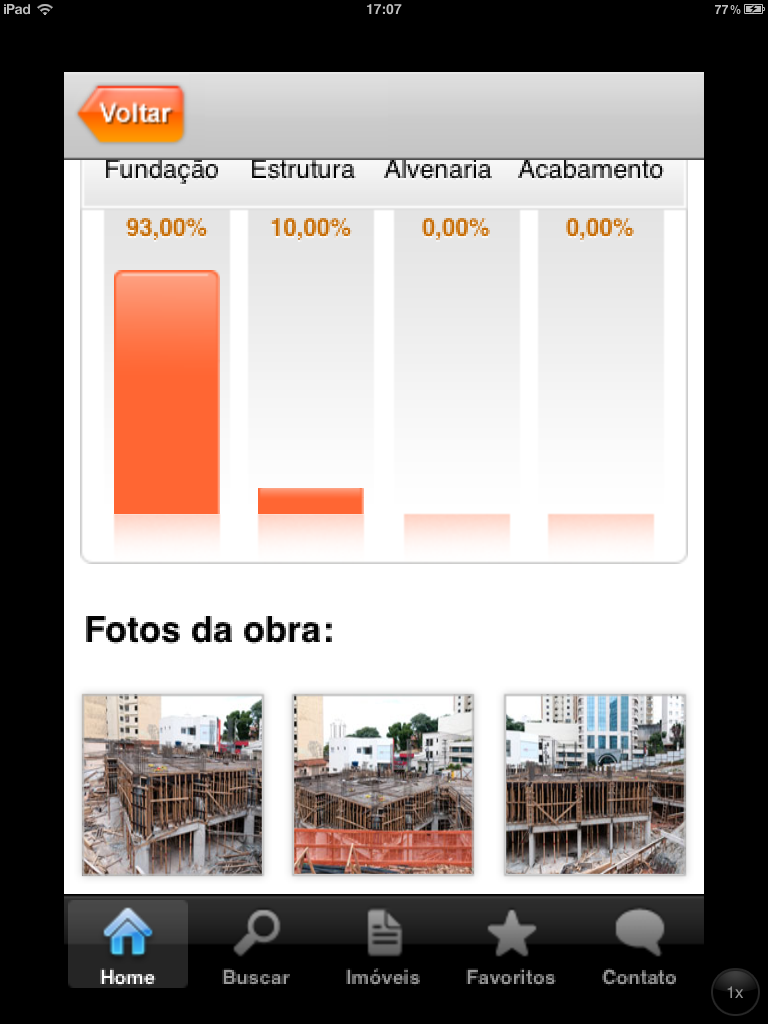 iPad 17:07 77%
Voltar
Fundação Estrutura Alvenaria Acabamento
93,00% 10,00% 0,00% 0,00%
Fotos da obra:
Home Buscar Imóveis Favoritos Contato
1x